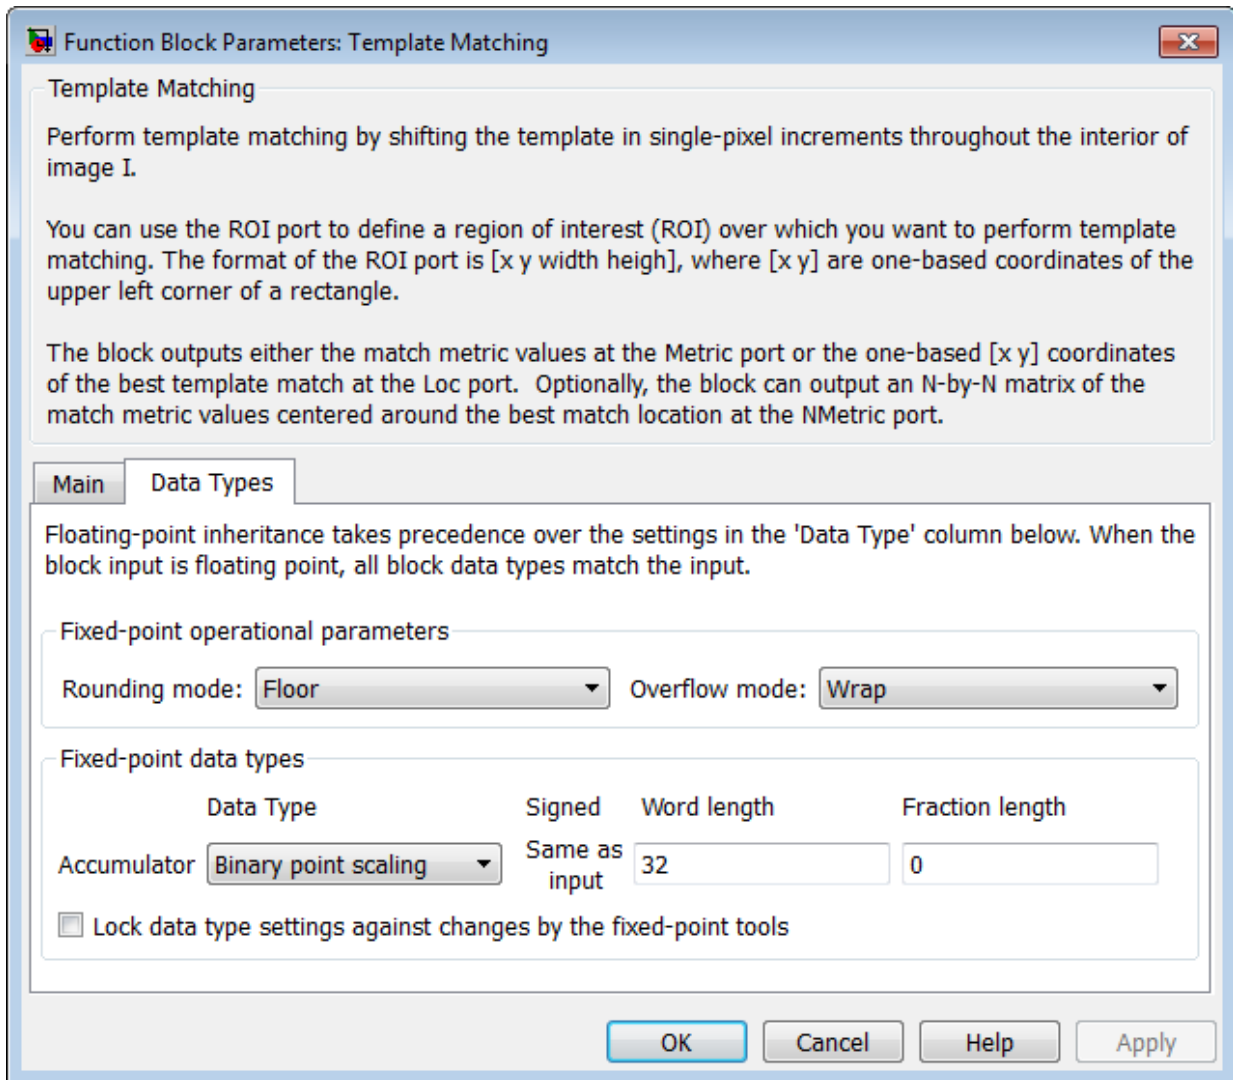 Function Block Parameters: Template Matching
Template Matching
Perform template matching by shifting the template in single-pixel increments throughout the interior of
image I.
You can use the ROI port to define a region of interest (ROI) over which you want to perform template
matching. The format of the ROI port is [x y width heigh], where [x y] are one-based coordinates of the
upper left corner of a rectangle.
The block outputs either the match metric values at the Metric port or the one-based [x y] coordinates
of the best template match at the Loc port.  Optionally, the block can output an N-by-N matrix of the
match metric values centered around the best match location at the NMetric port.
Main Data Types
Floating-point inheritance takes precedence over the settings in the 'Data Type' column below. When the
block input is floating point, all block data types match the input.
Fixed-point operational parameters
Rounding mode: Floor Overflow mode: Wrap
Fixed-point data types
Data Type Signed Word length Fraction length
Accumulator Binary point scaling Same as input 32 0
Lock data type settings against changes by the fixed-point tools
OK Cancel Help Apply